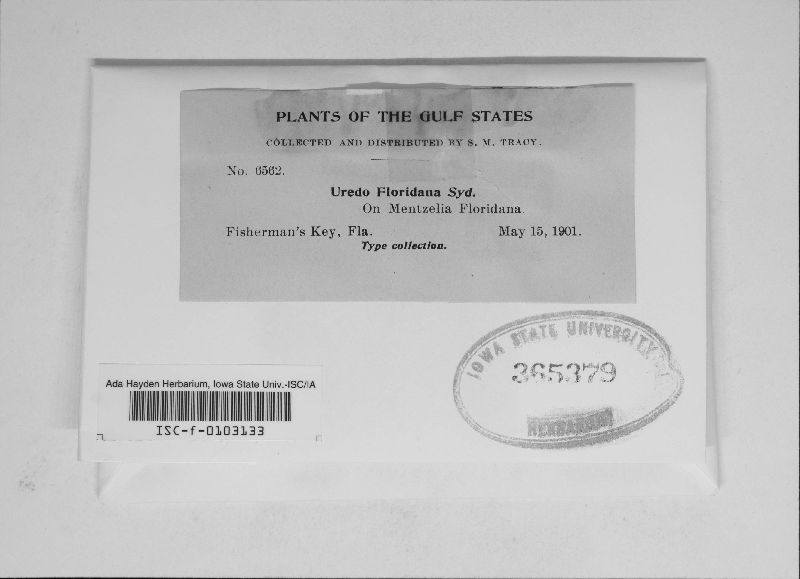 PLANTS OF THE GULF STATES
COLLECTED AND DISTRIBUTED BY S. M. TRACY.
No. 6562.
Uredo Floridana Syd.
On Mentzelia Floridana.
Fisherman's Key, Fla. May 15, 1901.
Type collection.
IOWA STATE UNIVERSITY
365379
HERBARIUM
Ada Hayden Herbarium, Iowa State Univ.-ISC/IA
ISC-f-0103133